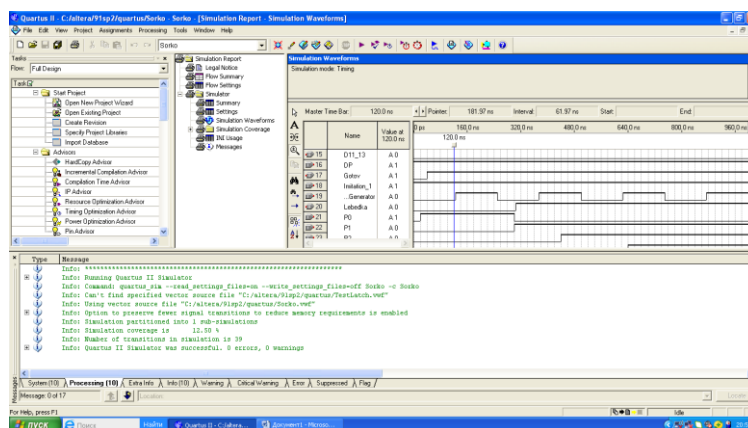 Quartus II - C:/altera/91sp2/quartus/Sorko - Sorko - [Simulation Report - Simulation Waveforms]
File Edit View Project Assignments Processing Tools Window Help
Sorko
Tasks
Flow: Full Design
Task
Start Project
Open New Project Wizard
Open Existing Project
Create Revision
Specify Project Libraries
Import Database
Advisors
HardCopy Advisor
Incremental Compilation Advisor
Compilation Time Advisor
IP Advisor
Resource Optimization Advisor
Timing Optimization Advisor
Power Optimization Advisor
Pin Advisor
Simulation Report
Legal Notice
Flow Summary
Flow Settings
Simulator
Summary
Settings
Simulation Waveforms
Simulation Coverage
INI Usage
Messages
Simulation Waveforms
Simulation mode: Timing
Master Time Bar: 120.0 ns Pointer: 181.97 ns Interval: 61.97 ns Start: End:
Name Value at 120.0 ns
0 ps 160.0 ns 320.0 ns 480.0 ns 640.0 ns 800.0 ns 960.0 ns
120.0 ns
15 D11_13 A 0
16 DP A 1
17 Gotov A 1
18 Initiation_1 A 1
19 ...Generator A 0
20 Lebedka A 0
21 P0 A 1
22 P1 A 0
Type Message
Info: Running Quartus II Simulator
Info: Command: quartus_sim --read_settings_files=on --write_settings_files=off Sorko -c Sorko
Info: Can't find specified vector source file "C:/altera/91sp2/quartus/TestLatch.vwf"
Info: Using vector source file "C:/altera/91sp2/quartus/Sorko.vwf"
Info: Option to preserve fewer signal transitions to reduce memory requirements is enabled
Info: Simulation partitioned into 1 sub-simulations
Info: Simulation coverage is 12.50 %
Info: Number of transitions in simulation is 39
Info: Quartus II Simulator was successful. 0 errors, 0 warnings
System (10) Processing (10) Extra Info Info (10) Warning Critical Warning Error Suppressed Flag
Messages
Message: 0 of 17
Location:
Locate
For Help, press F1
Idle
пуск
Поиск
Найти
Quartus II - C:/altera...
Документ1 - Microso...